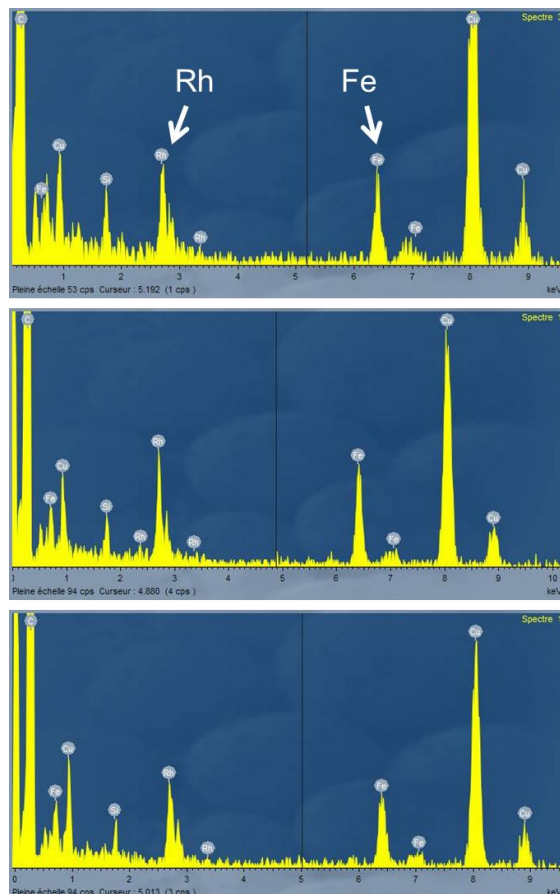 Spectre 3
C
Cu
Rh
Fe
Cu
Fe
Si
Rh
Rh
Fe
Fe
Cu
1 2 3 4 5 6 7 8 9
Pleine échelle 53 cps Curseur : 5.192 (1 cps) keV
Spectre 1
C
Cu
Fe
Cu
Si
Rh
Rh
Rh
Fe
Fe
Cu
0 1 2 3 4 5 6 7 8 9 10
Pleine échelle 94 cps Curseur : 4.880 (4 cps) keV
Spectre 1
C
Cu
Fe
Cu
Si
Rh
Rh
Fe
Fe
Cu
0 1 2 3 4 5 6 7 8 9
Pleine échelle 94 cps Curseur : 5.013 (3 cps) keV